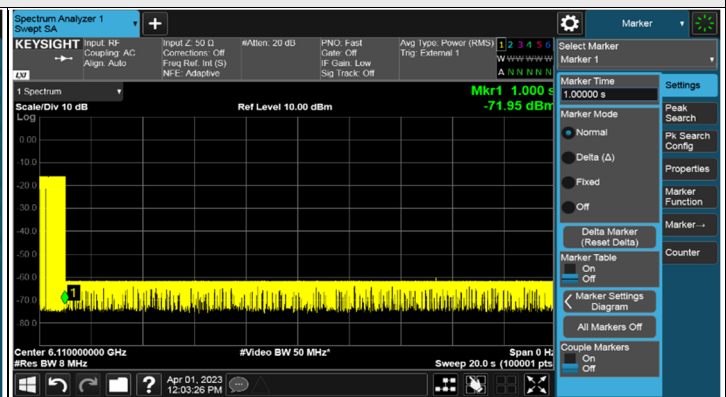 Spectrum Analyzer 1
Swept SA
+
Marker
KEYSIGHT
Input: RF
Coupling: AC
Align: Auto
Input Z: 50 Ω
Corrections: Off
Freq Ref: Int (S)
NFE: Adaptive
#Atten: 20 dB
PNO: Fast
Gate: Off
IF Gain: Low
Sig Track: Off
Avg Type: Power (RMS)
Trig: External 1
1 2 3 4 5 6
W W W W W W
A N N N N N
LXI
Select Marker
Marker 1
1 Spectrum
Scale/Div 10 dB
Ref Level 10.00 dBm
Mkr1 1.000 s
-71.95 dBm
Log
0.00
-10.0
-20.0
-30.0
-40.0
-50.0
-60.0
-70.0
-80.0
1
Center 6.110000000 GHz
#Res BW 8 MHz
#Video BW 50 MHz*
Span 0 Hz
Sweep 20.0 s (100001 pts
Marker Time
1.00000 s
Marker Mode
Normal
Delta (Δ)
Fixed
Off
Delta Marker
(Reset Delta)
Marker Table
On
Off
Marker Settings
Diagram
All Markers Off
Couple Markers
On
Off
Settings
Peak
Search
Pk Search
Config
Properties
Marker
Function
Marker→
Counter
?
Apr 01, 2023
12:03:26 PM